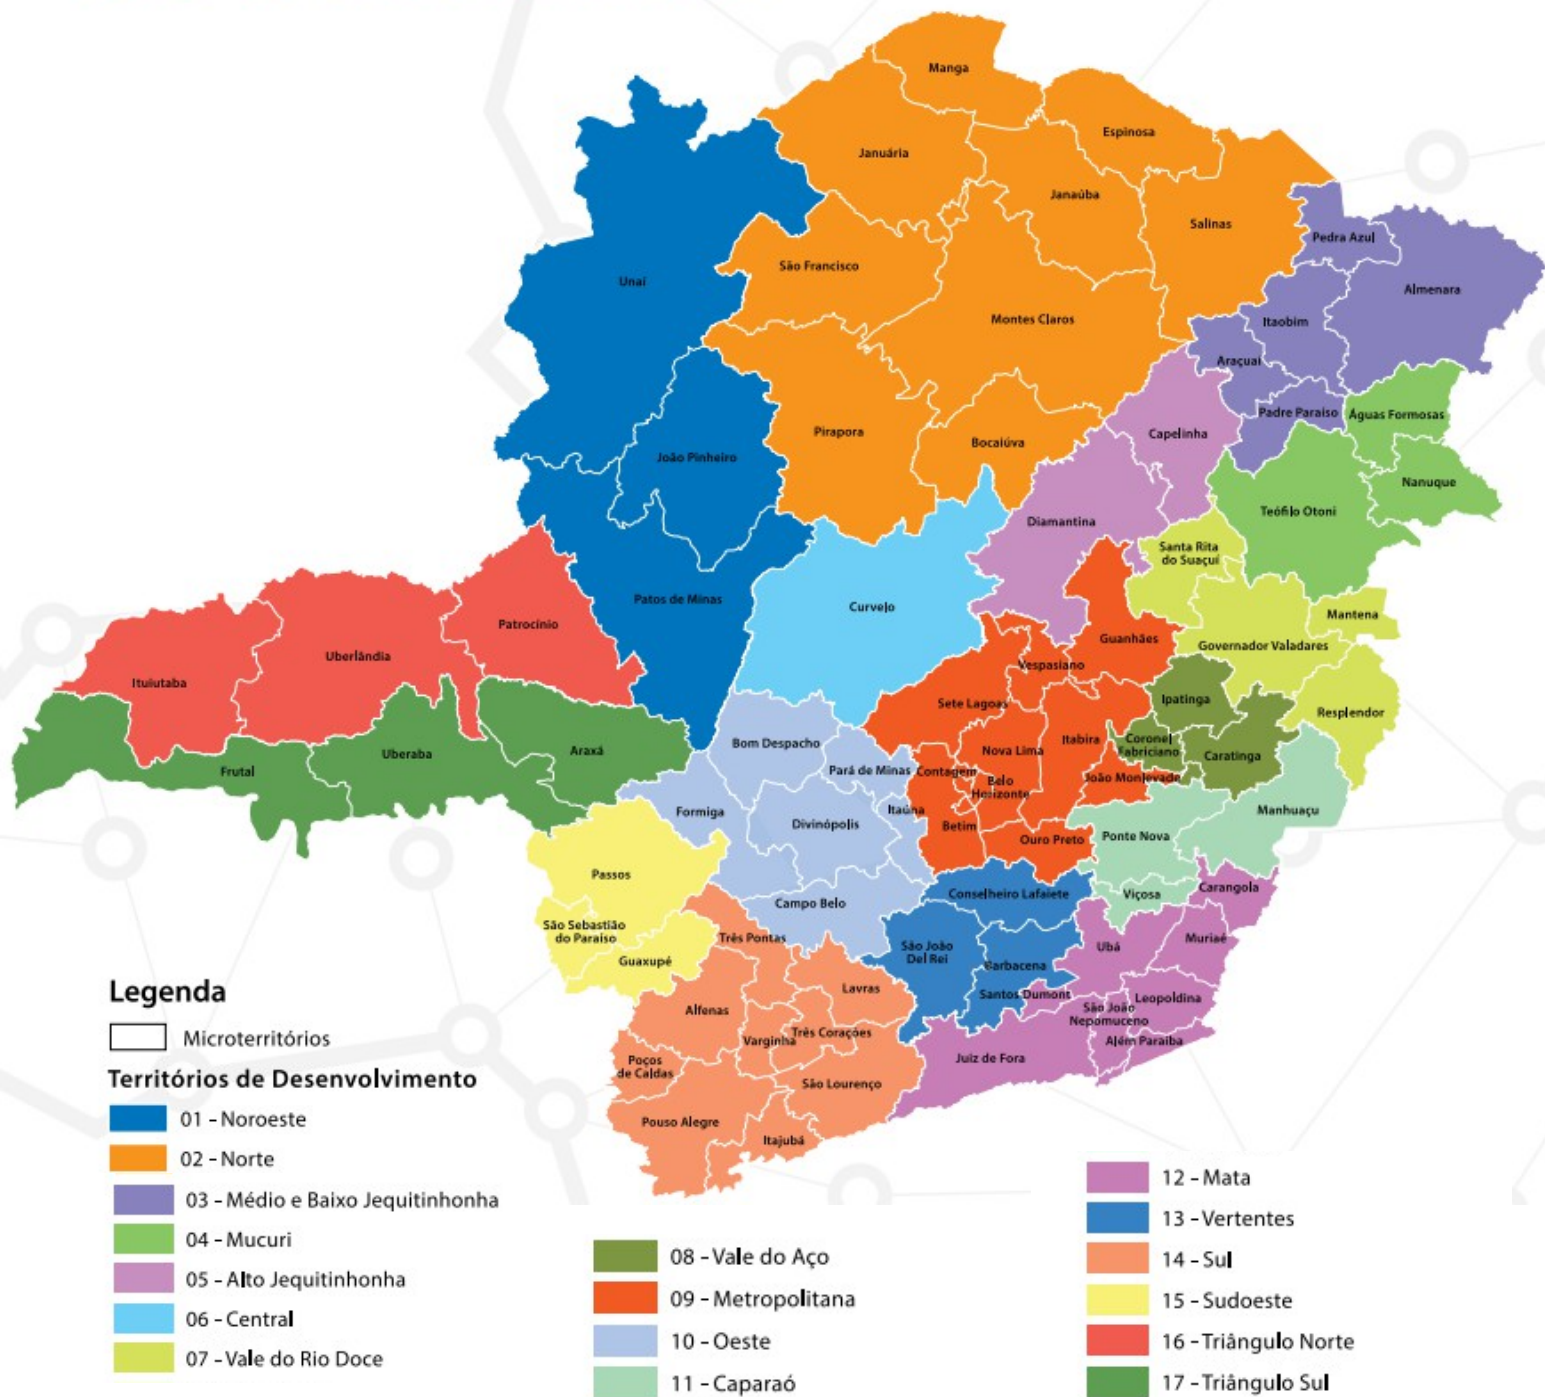 Manga
Espinosa
Januária
Janaúba
Salinas
Pedra Azul
São Francisco
Unaí
Almenara
Montes Claros
Itaobim
Araçuaí
Padre Paraíso
Águas Formosas
Pirapora
Capelinha
Bocaiúva
João Pinheiro
Nanuque
Teófilo Otoni
Diamantina
Santa Rita
do Suaçuí
Patos de Minas
Curvelo
Mantena
Patrocínio
Guanhães
Governador Valadares
Uberlândia
Vespasiano
Ituiutaba
Ipatinga
Sete Lagoas
Resplendor
Bom Despacho
Itabira
Coronel
Fabriciano
Nova Lima
Uberaba
Araxá
Caratinga
Frutal
Pará de Minas
Contagem
João Monlevade
Belo
Horizonte
Formiga
Itaúna
Manhuaçu
Divinópolis
Betim
Ponte Nova
Ouro Preto
Passos
Carangola
Conselheiro Lafaiete
Viçosa
Campo Belo
São Sebastião
do Paraíso
Três Pontas
Muriaé
São João
Del Rei
Ubá
Guaxupé
Barbacena
Lavras
Santos Dumont
Leopoldina
Alfenas
São João
Nepomuceno
Três Corações
Varginha
Além Paraíba
Juiz de Fora
Poços
de Caldas
São Lourenço
Pouso Alegre
Itajubá
Legenda
Microterritórios
Territórios de Desenvolvimento
01 - Noroeste
02 - Norte
03 - Médio e Baixo Jequitinhonha
04 - Mucuri
05 - Alto Jequitinhonha
06 - Central
07 - Vale do Rio Doce
08 - Vale do Aço
09 - Metropolitana
10 - Oeste
11 - Caparaó
12 - Mata
13 - Vertentes
14 - Sul
15 - Sudoeste
16 - Triângulo Norte
17 - Triângulo Sul